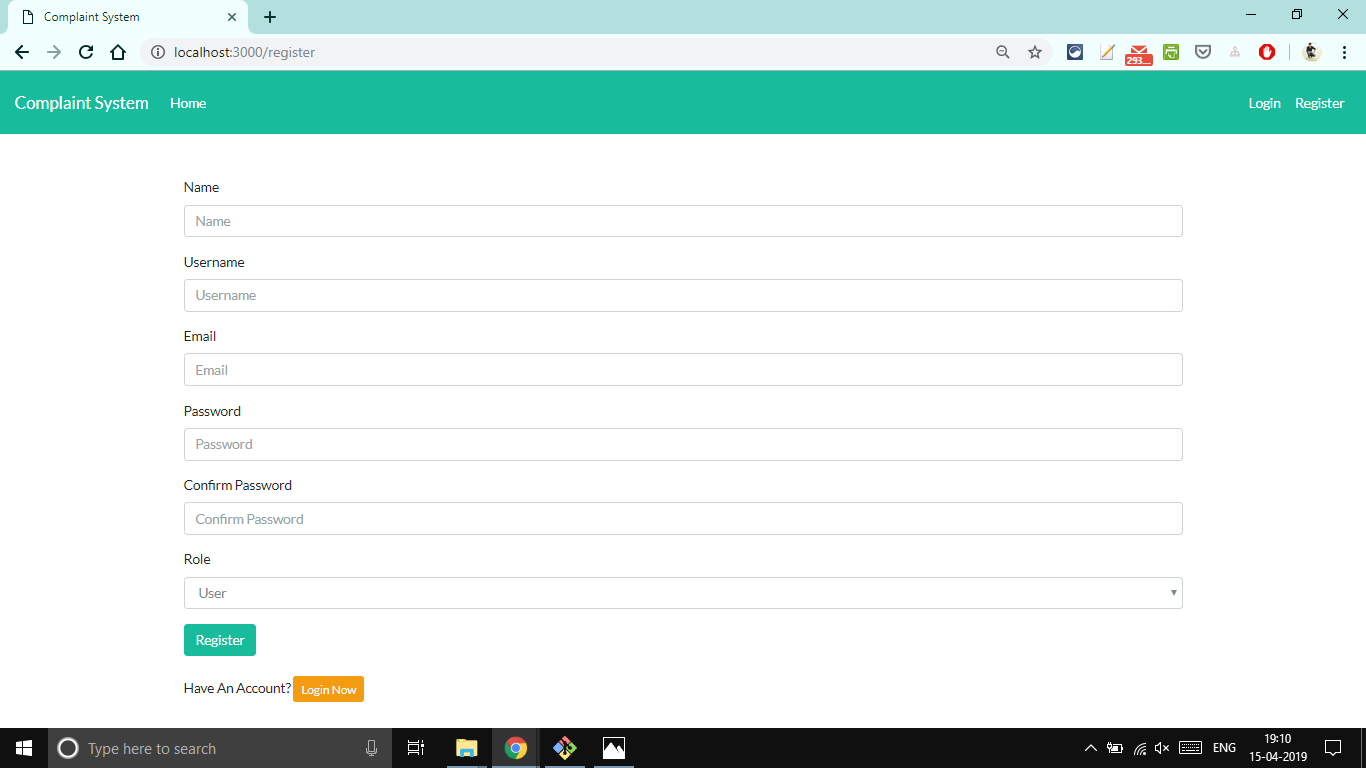 Complaint System
localhost:3000/register
293...
Complaint System Home Login Register
Name
Name
Username
Username
Email
Email
Password
Password
Confirm Password
Confirm Password
Role
User
Register
Have An Account? Login Now
Type here to search
ENG
19:10
15-04-2019